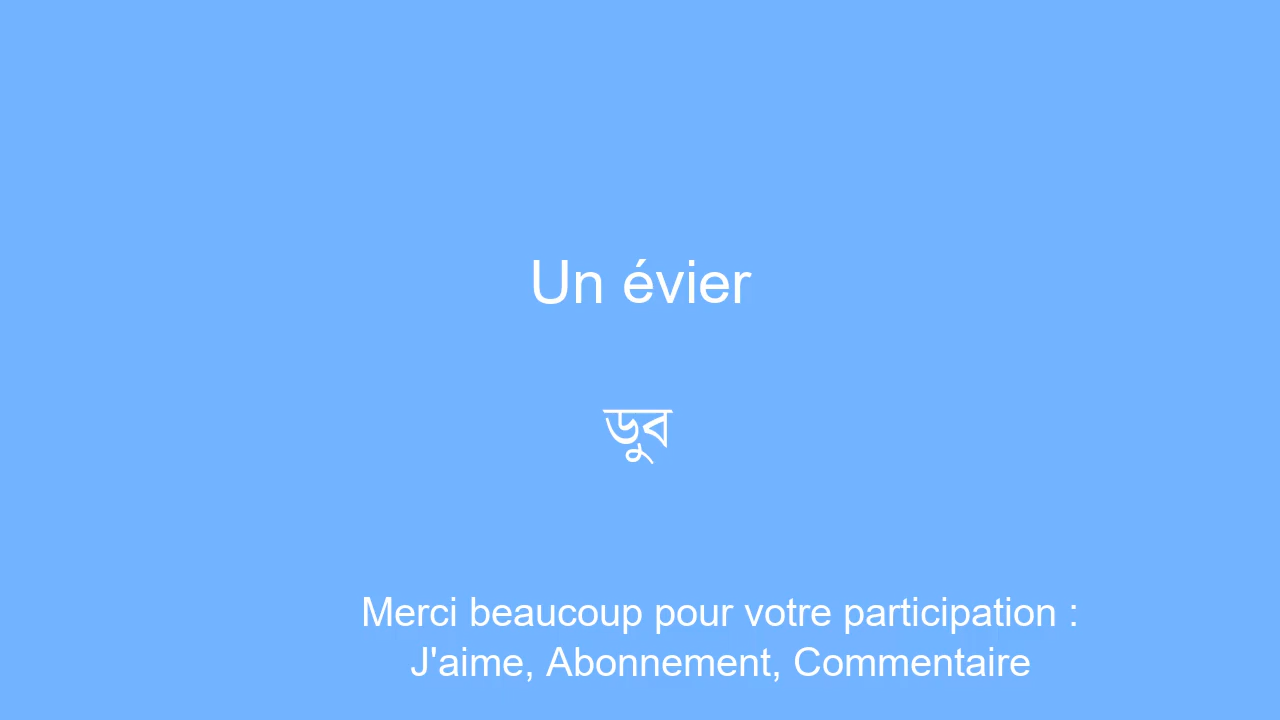 Un évier
ডুব
Merci beaucoup pour votre participation :
J'aime, Abonnement, Commentaire